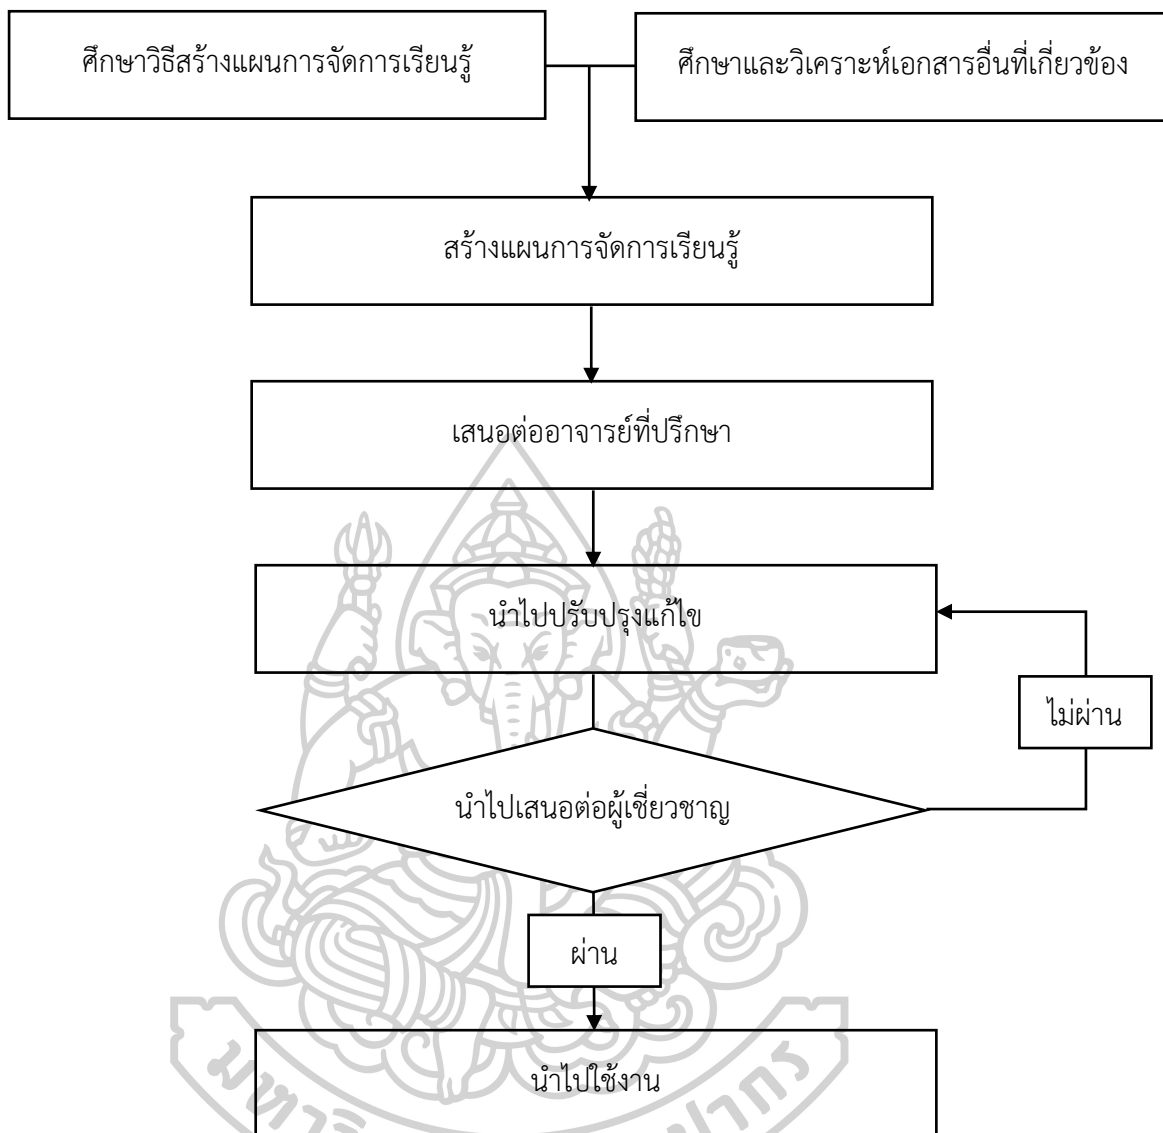 ศึกษาวิธีสร้างแผนการจัดการเรียนรู้
ศึกษาและวิเคราะห์เอกสารอื่นที่เกี่ยวข้อง
สร้างแผนการจัดการเรียนรู้
เสนอต่ออาจารย์ที่ปรึกษา
นำไปปรับปรุงแก้ไข
ไม่ผ่าน
นำไปเสนอต่อผู้เชี่ยวชาญ
ผ่าน
นำไปใช้งาน